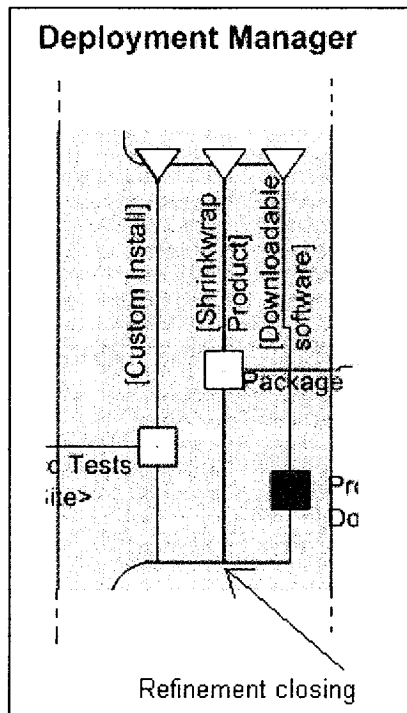 Deployment Manager
[Custom Install]
[Shrinkwrap
Product]
[Downloadable
software]
Package
Tests
Refinement closing